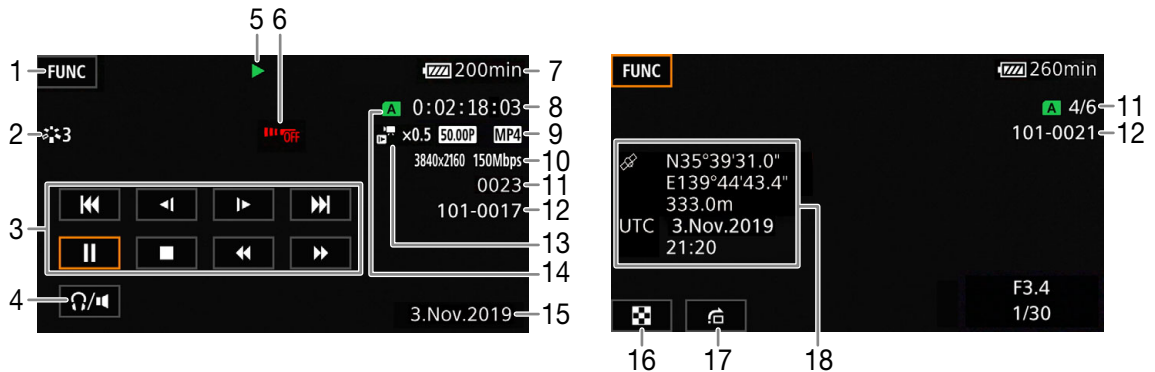 5 6
1 FUNC 200min 7
A 0:02:18:03 8
2 3 OFF ×0.5 50.00P MP4 9
3840x2160 150Mbps 10
0023 11
3 101-0017 12
13
14
4 3.Nov.2019 15
FUNC 260min
A 4/6 11
101-0021 12
N35°39'31.0"
E139°44'43.4"
333.0m
UTC 3.Nov.2019
21:20
F3.4
1/30
16 17 18